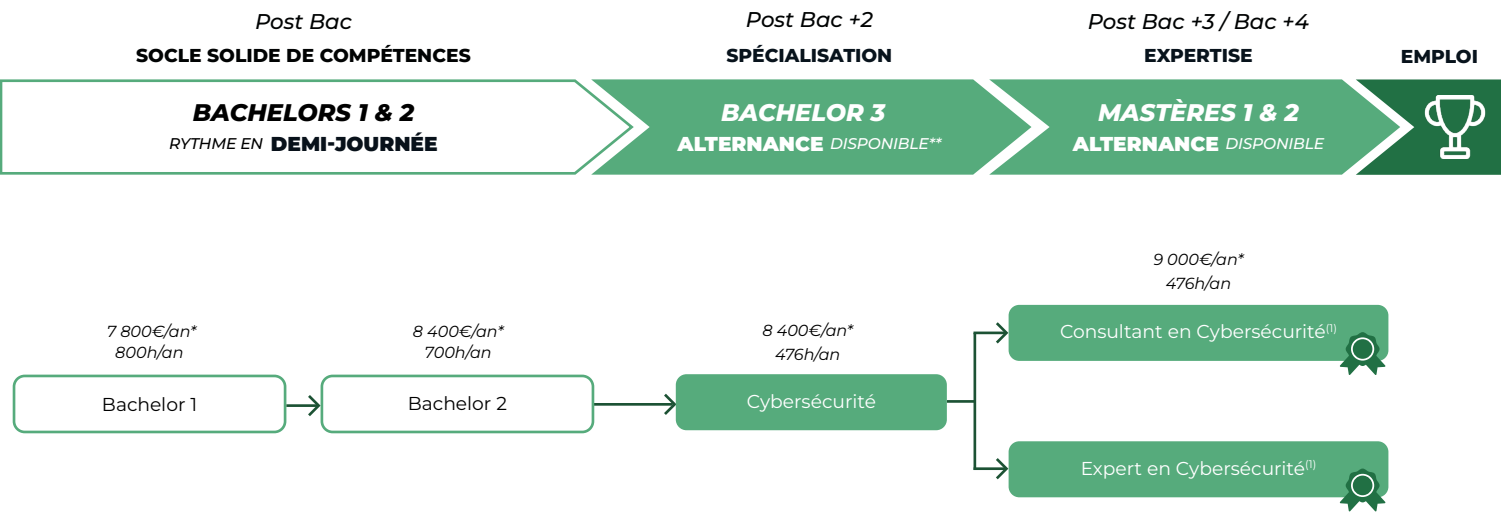 Post Bac
SOCLE SOLIDE DE COMPÉTENCES
Post Bac +2
SPÉCIALISATION
Post Bac +3 / Bac +4
EXPERTISE
EMPLOI
BACHELORS 1 & 2
RYTHME EN DEMI-JOURNÉE
BACHELOR 3
ALTERNANCE DISPONIBLE**
MASTÈRES 1 & 2
ALTERNANCE DISPONIBLE
7 800€/an*
800h/an
Bachelor 1
8 400€/an*
700h/an
Bachelor 2
8 400€/an*
476h/an
Cybersécurité
9 000€/an*
476h/an
Consultant en Cybersécurité(1)
Expert en Cybersécurité(1)